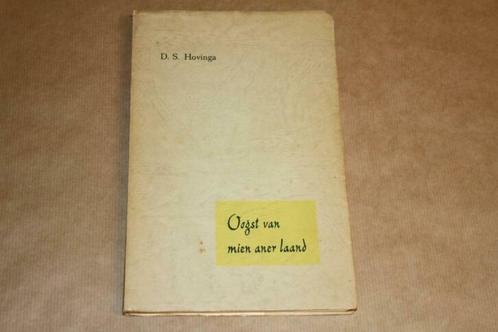 D. S. Hovinga
Oogst van
mien aner laand